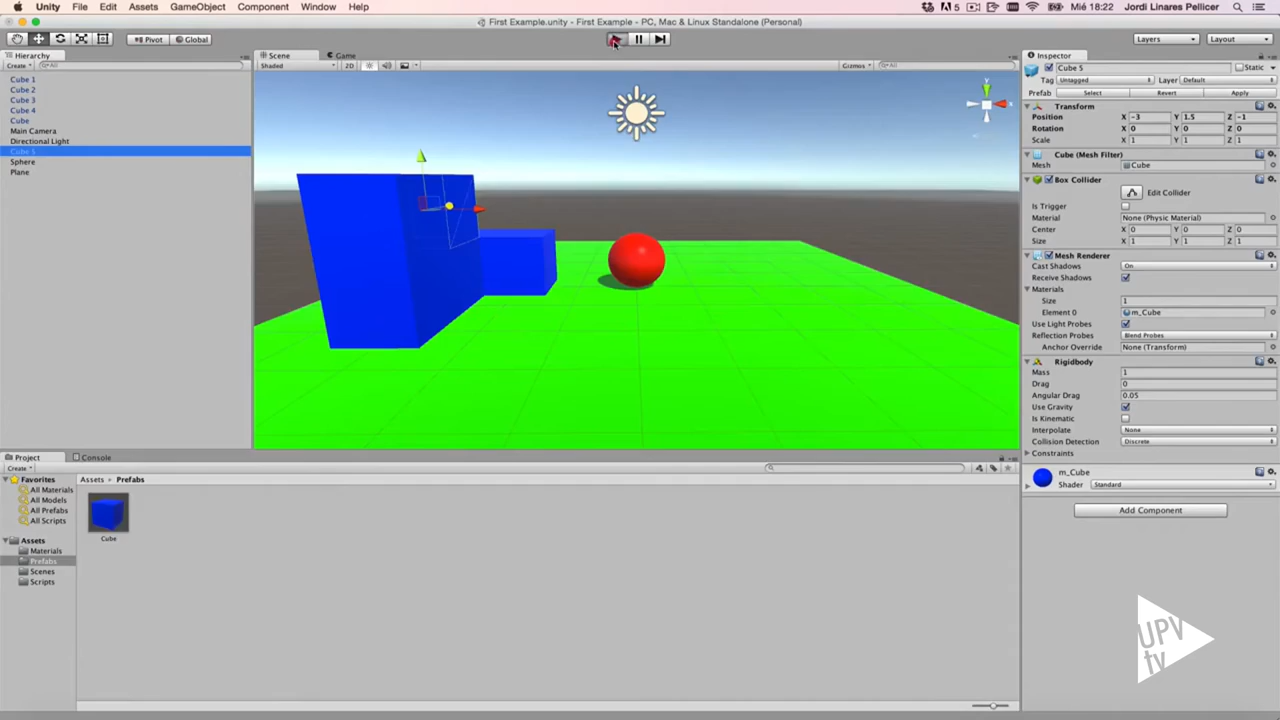 Unity File Edit Assets GameObject Component Window Help 5 Mié 18:22 Jordi Linares Pellicer
First Example.unity - First Example - PC, Mac & Linux Standalone (Personal)
Pivot Global Layers Layout
Hierarchy Scene Game Inspector
Create All Shaded 2D Gizmos All Cube 5 Static
Tag Untagged Layer Default
Prefab Select Revert Apply
Transform
Position X -3 Y 1.5 Z -1
Rotation X 0 Y 0 Z 0
Scale X 1 Y 1 Z 1
Cube 1
Cube 2
Cube 3
Cube 4
Cube
Main Camera
Directional Light
Cube 5
Sphere
Plane
y
x
Cube (Mesh Filter)
Mesh Cube
Box Collider
Edit Collider
Is Trigger
Material None (Physic Material)
Center X 0 Y 0 Z 0
Size X 1 Y 1 Z 1
Mesh Renderer
Cast Shadows On
Receive Shadows
Materials
Size 1
Element 0 m_Cube
Use Light Probes
Reflection Probes Blend Probes
Anchor Override None (Transform)
Rigidbody
Mass 1
Drag 0
Angular Drag 0.05
Use Gravity
Is Kinematic
Interpolate None
Collision Detection Discrete
Constraints
m_Cube
Shader Standard
Add Component
Project Console
Create
Favorites
All Materials
All Models
All Prefabs
All Scripts
Assets
Materials
Prefabs
Scenes
Scripts
Assets Prefabs
Cube
UPV
tv